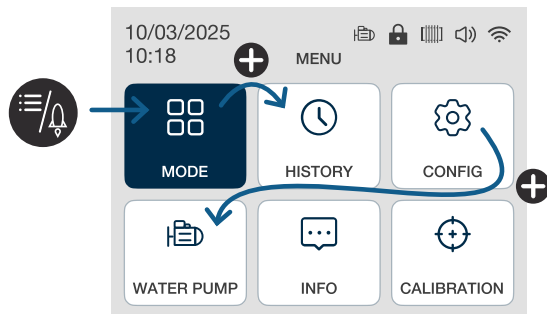 10/03/2025
10:18
MENU
MODE
HISTORY
CONFIG
WATER PUMP
INFO
CALIBRATION